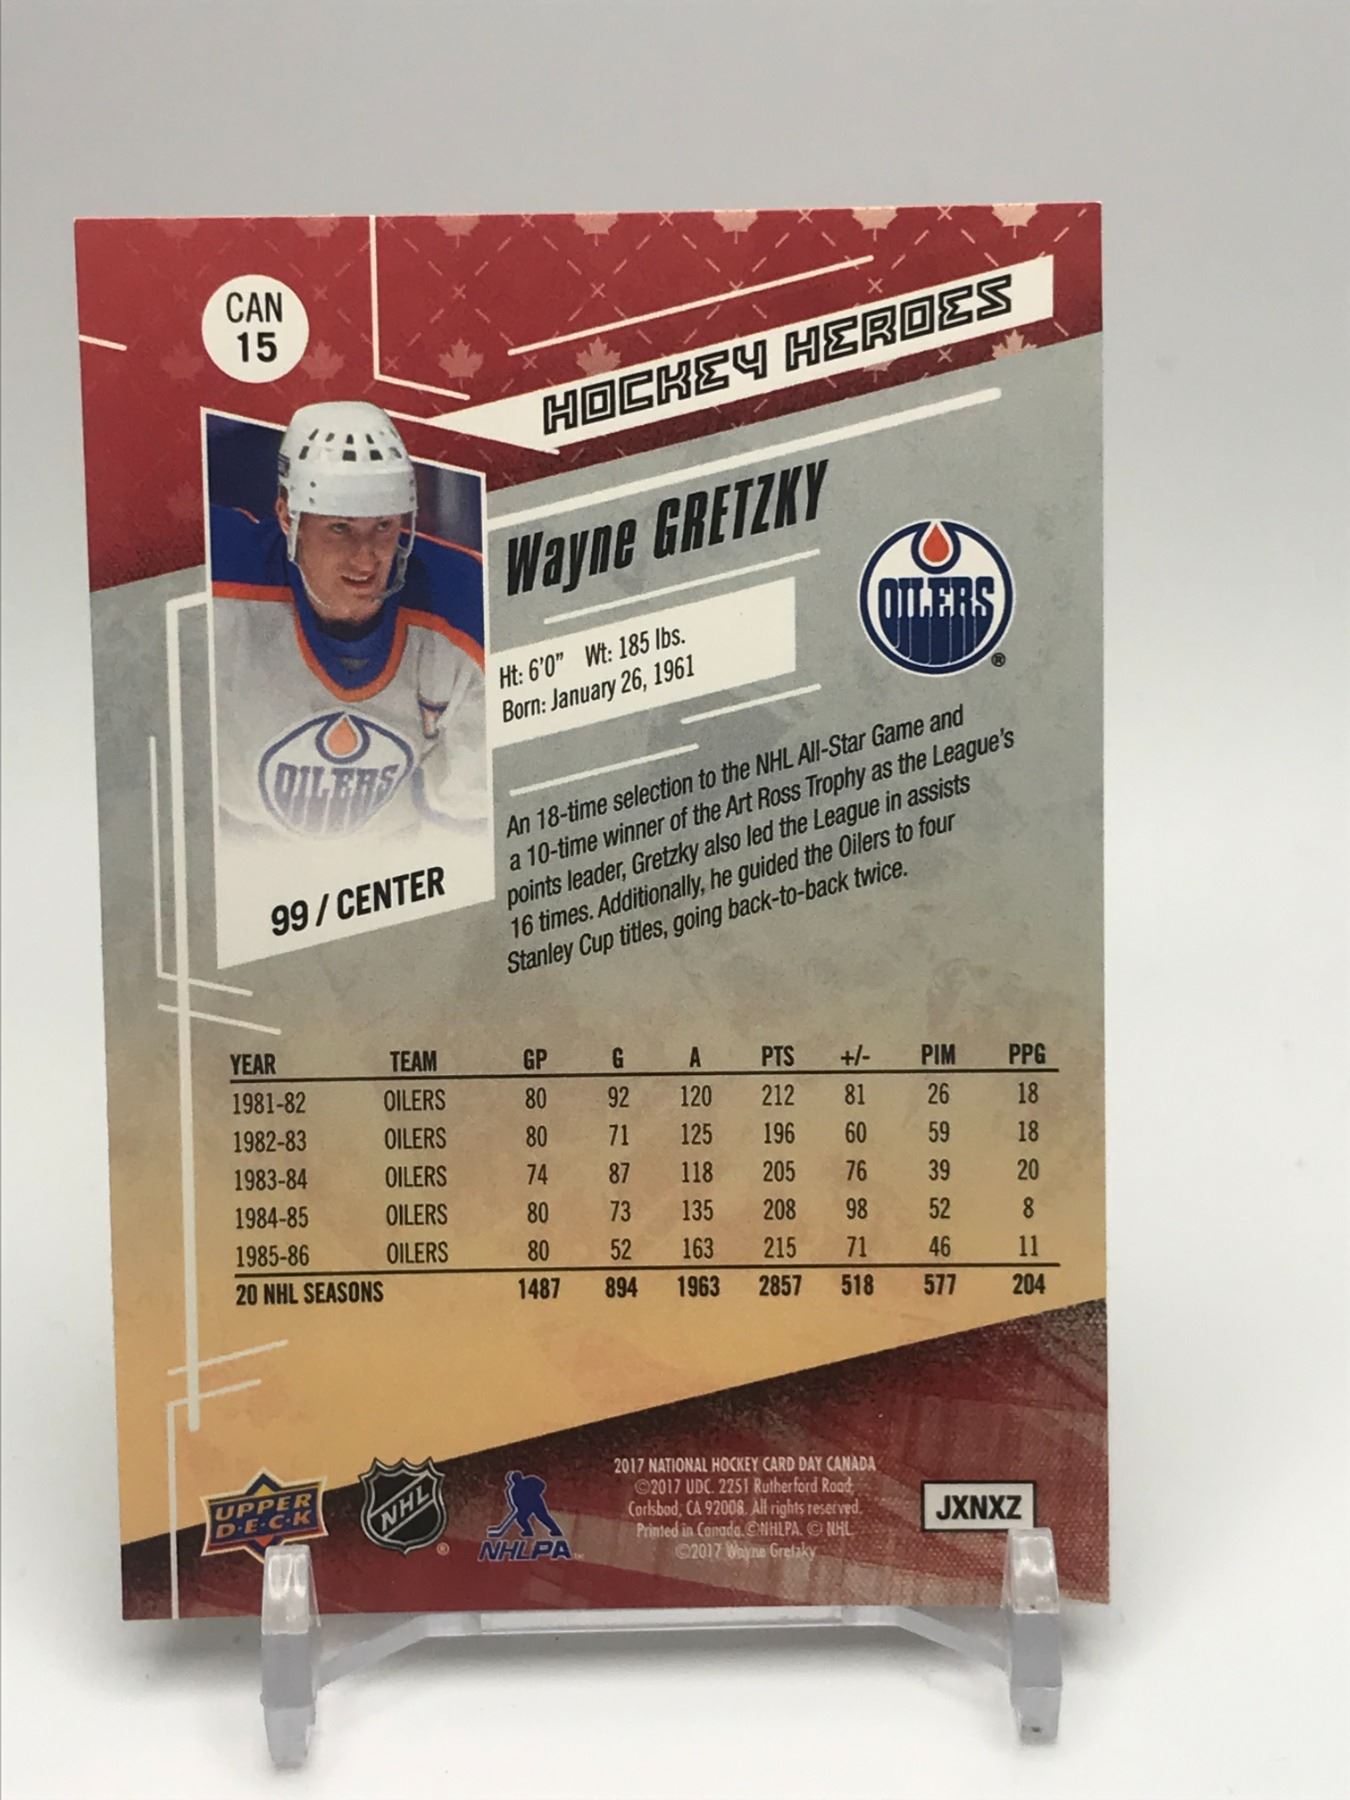 CAN
15
HOCKEY HEROES
Wayne GRETZKY
OILERS
®
Ht: 6'0" Wt: 185 lbs.
Born: January 26, 1961
OILERS
99 / CENTER
An 18-time selection to the NHL All-Star Game and
a 10-time winner of the Art Ross Trophy as the League's
points leader, Gretzky also led the League in assists
16 times. Additionally, he guided the Oilers to four
Stanley Cup titles, going back-to-back twice.
YEAR TEAM GP G A PTS +/- PIM PPG
1981-82 OILERS 80 92 120 212 81 26 18
1982-83 OILERS 80 71 125 196 60 59 18
1983-84 OILERS 74 87 118 205 76 39 20
1984-85 OILERS 80 73 135 208 98 52 8
1985-86 OILERS 80 52 163 215 71 46 11
20 NHL SEASONS 1487 894 1963 2857 518 577 204
UPPER
D·E·C·K
NHL
®
NHLPA
2017 NATIONAL HOCKEY CARD DAY CANADA
©2017 UDC. 2251 Rutherford Road,
Carlsbad, CA 92008. All rights reserved.
Printed in Canada. ©NHLPA. © NHL.
©2017 Wayne Gretzky
JXNXZ